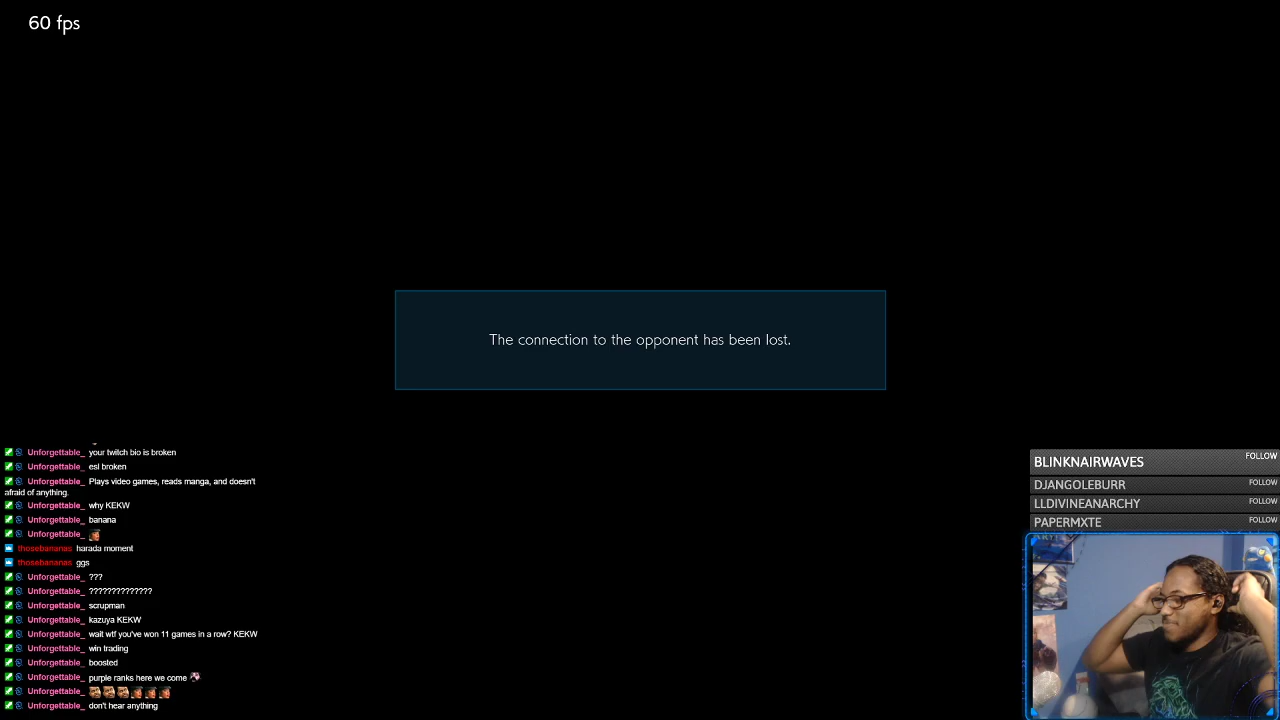 60 fps
The connection to the opponent has been lost.
Unforgettable_ your twitch bio is broken
Unforgettable_ esl broken
Unforgettable_ Plays video games, reads manga, and doesn't
afraid of anything.
Unforgettable_ why KEKW
Unforgettable_ banana
Unforgettable_
thosebananas harada moment
thosebananas ggs
Unforgettable_ ???
Unforgettable_ ??????????????
Unforgettable_ scrupman
Unforgettable_ kazuya KEKW
Unforgettable_ wait wtf you've won 11 games in a row? KEKW
Unforgettable_ win trading
Unforgettable_ boosted
Unforgettable_ purple ranks here we come
Unforgettable_
Unforgettable_ don't hear anything
BLINKNAIRWAVES FOLLOW
DJANGOLEBURR FOLLOW
LLDIVINEANARCHY FOLLOW
PAPERMXTE FOLLOW